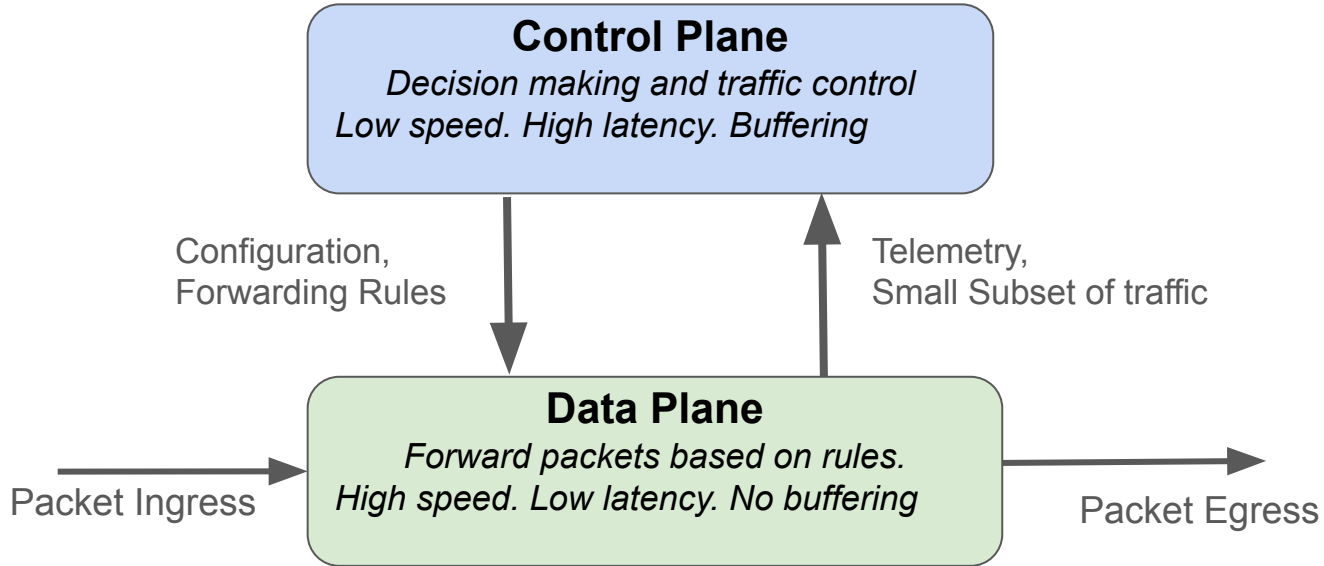 Control Plane
Decision making and traffic control
Low speed. High latency. Buffering
Configuration,
Forwarding Rules
Telemetry,
Small Subset of traffic
Data Plane
Forward packets based on rules.
High speed. Low latency. No buffering
Packet Ingress
Packet Egress